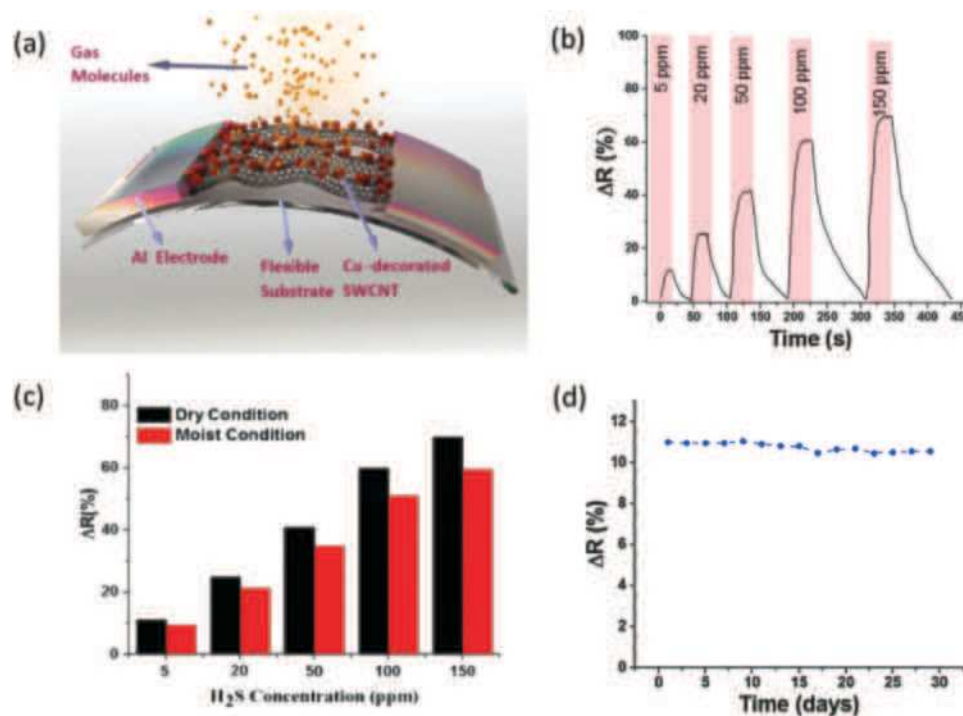 (a)
Gas
Molecules
Al Electrode
Flexible
Substrate
Cu-decorated
SWCNT
(b)
100
80
60
40
20
0
ΔR (%)
5 ppm
20 ppm
50 ppm
100 ppm
150 ppm
0 50 100 150 200 250 300 350 400 450
Time (s)
(c)
Dry Condition
Moist Condition
80
60
40
20
0
ΔR(%)
5 20 50 100 150
H₂S Concentration (ppm)
(d)
12
10
8
6
4
2
0
ΔR (%)
0 5 10 15 20 25 30
Time (days)